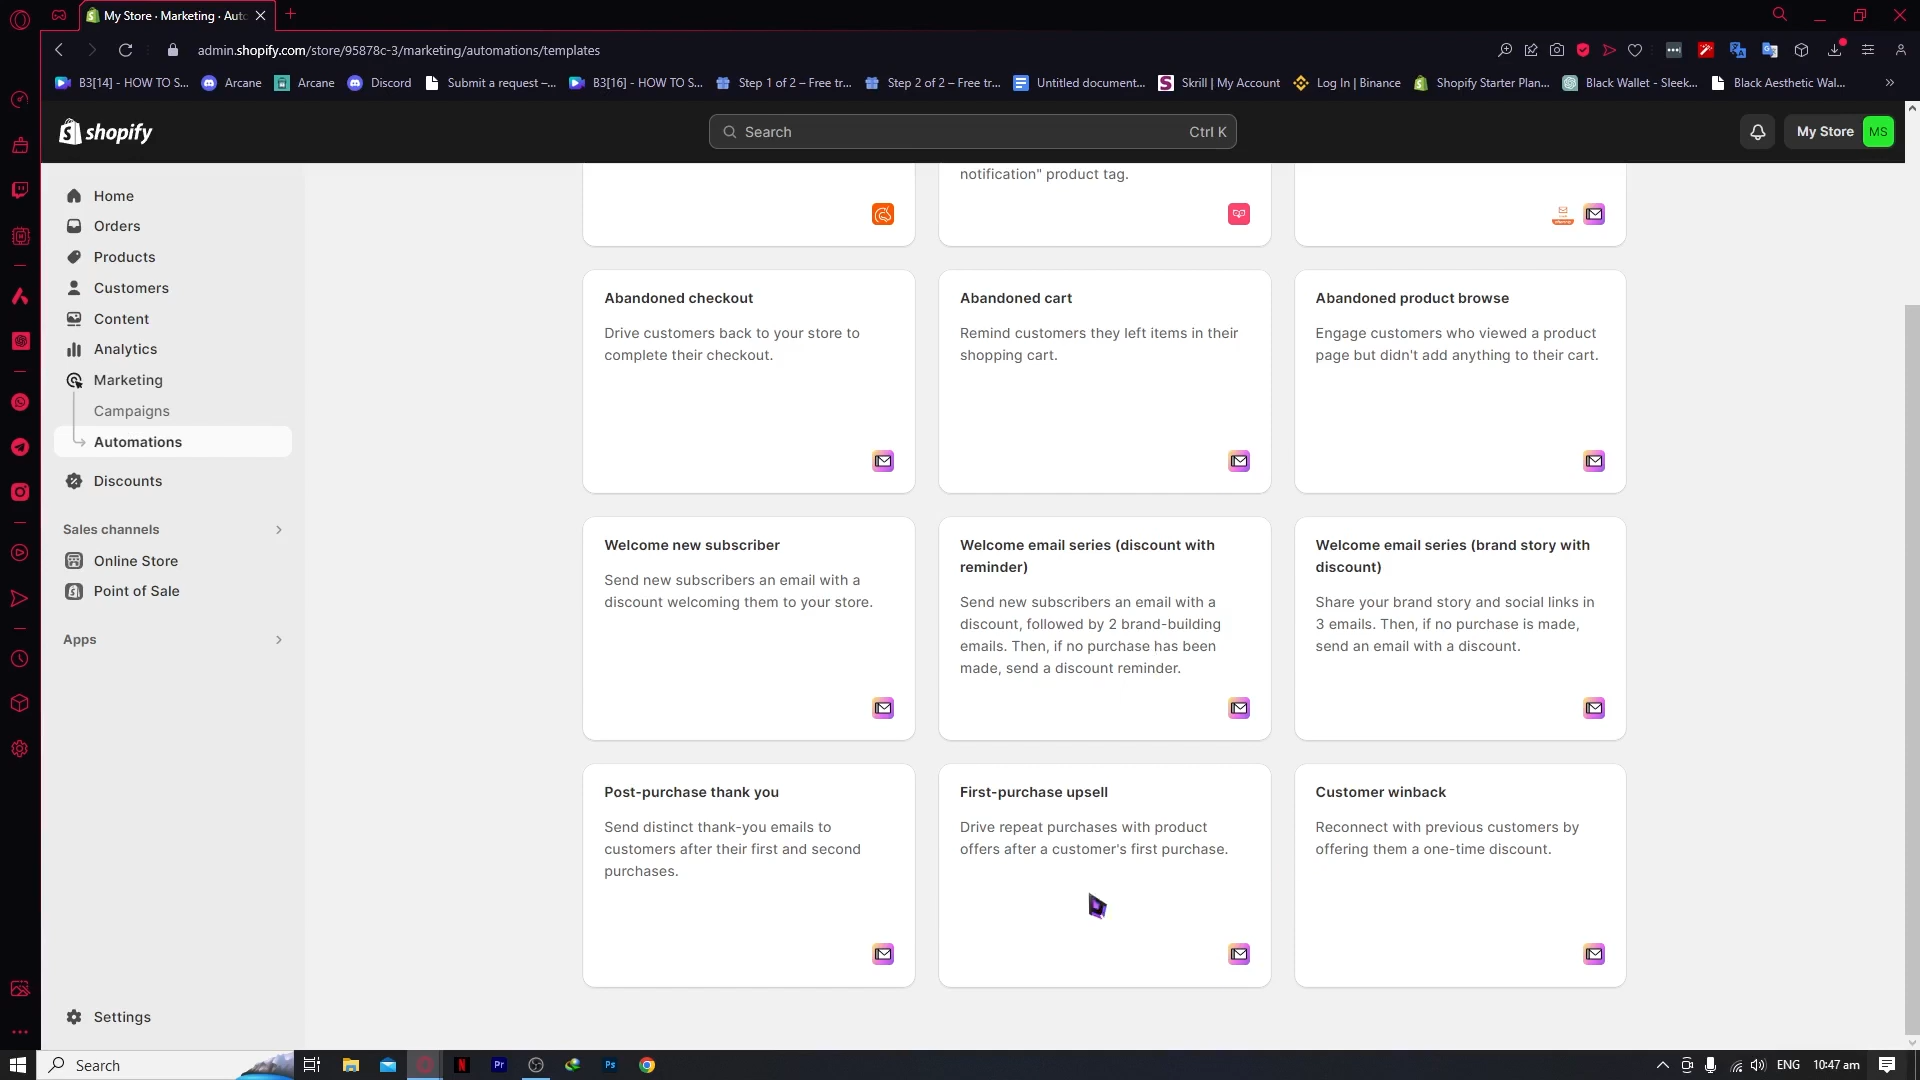 My Store · Marketing · Aut
admin.shopify.com/store/95878c-3/marketing/automations/templates
B3[14] - HOW TO S...
Arcane
Arcane
Discord
Submit a request –...
B3[16] - HOW TO S...
Step 1 of 2 – Free tr...
Step 2 of 2 – Free tr...
Untitled document...
Skrill | My Account
Log In | Binance
Shopify Starter Plan...
Black Wallet - Sleek...
Black Aesthetic Wal...
shopify
Search
Ctrl K
My Store
MS
Home
Orders
Products
Customers
Content
Analytics
Marketing
Campaigns
Automations
Discounts
Sales channels
Online Store
Point of Sale
Apps
Settings
notification" product tag.
Abandoned checkout
Drive customers back to your store to
complete their checkout.
Abandoned cart
Remind customers they left items in their
shopping cart.
Abandoned product browse
Engage customers who viewed a product
page but didn't add anything to their cart.
Welcome new subscriber
Send new subscribers an email with a
discount welcoming them to your store.
Welcome email series (discount with
reminder)
Send new subscribers an email with a
discount, followed by 2 brand-building
emails. Then, if no purchase has been
made, send a discount reminder.
Welcome email series (brand story with
discount)
Share your brand story and social links in
3 emails. Then, if no purchase is made,
send an email with a discount.
Post-purchase thank you
Send distinct thank-you emails to
customers after their first and second
purchases.
First-purchase upsell
Drive repeat purchases with product
offers after a customer's first purchase.
Customer winback
Reconnect with previous customers by
offering them a one-time discount.
Search
N
Pr
Ps
ENG
10:47 am